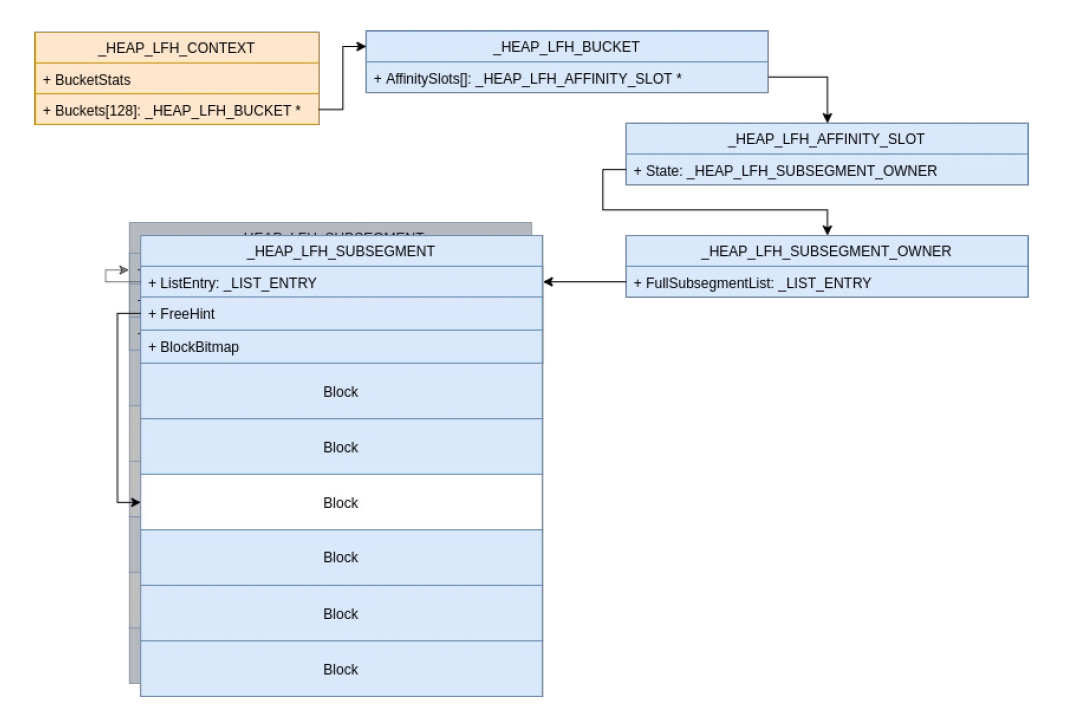 _HEAP_LFH_CONTEXT
+ BucketStats
+ Buckets[128]: _HEAP_LFH_BUCKET *
_HEAP_LFH_BUCKET
+ AffinitySlots[]: _HEAP_LFH_AFFINITY_SLOT *
_HEAP_LFH_AFFINITY_SLOT
+ State: _HEAP_LFH_SUBSEGMENT_OWNER
_HEAP_LFH_SUBSEGMENT_OWNER
+ FullSubsegmentList: _LIST_ENTRY
_HEAP_LFH_SUBSEGMENT
_HEAP_LFH_SUBSEGMENT
+ ListEntry: _LIST_ENTRY
+ FreeHint
+ BlockBitmap
Block
Block
Block
Block
Block
Block